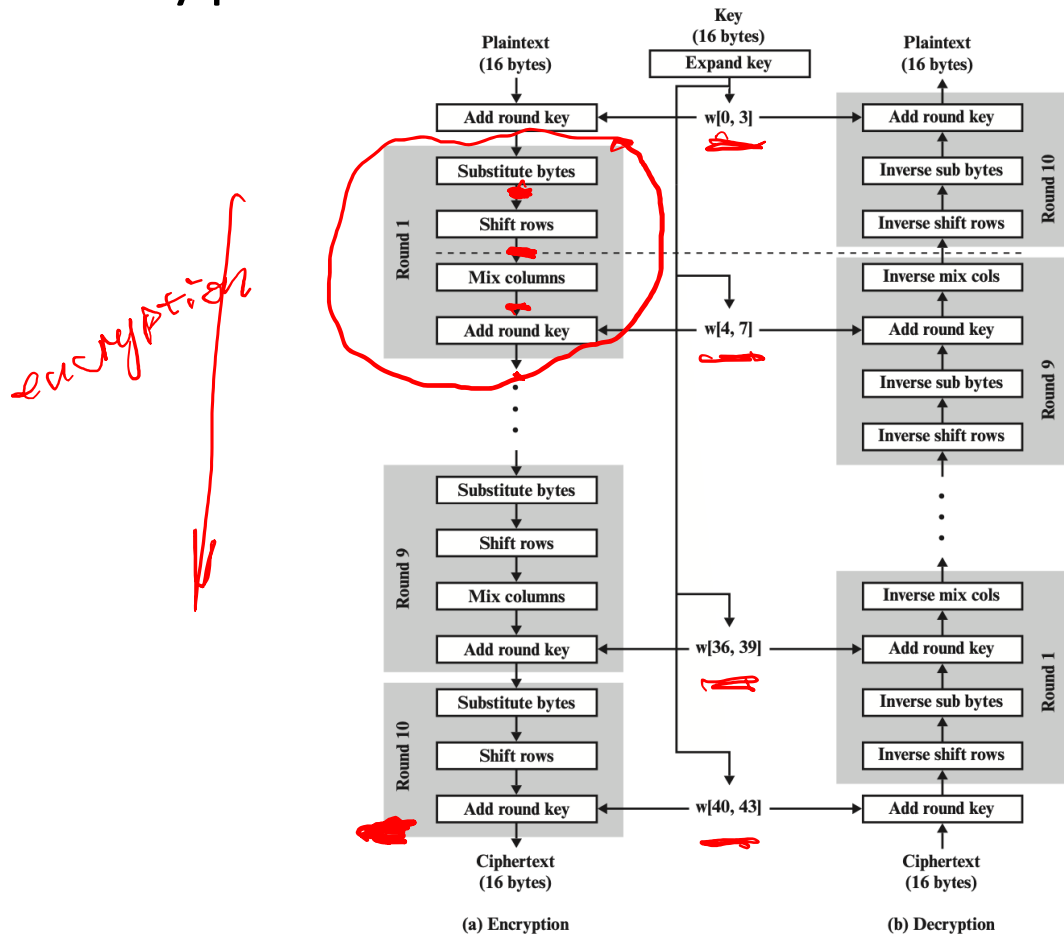 Key
(16 bytes)
Plaintext
(16 bytes)
Expand key
Plaintext
(16 bytes)
Add round key
w[0, 3]
Add round key
Round 1
Substitute bytes
Shift rows
Mix columns
Add round key
w[4, 7]
Inverse sub bytes
Inverse shift rows
Round 10
Inverse mix cols
Add round key
Inverse sub bytes
Inverse shift rows
Round 9
encryption
Round 9
Substitute bytes
Shift rows
Mix columns
Add round key
w[36, 39]
Inverse mix cols
Add round key
Inverse sub bytes
Inverse shift rows
Round 1
Round 10
Substitute bytes
Shift rows
Add round key
w[40, 43]
Add round key
Ciphertext
(16 bytes)
Ciphertext
(16 bytes)
(a) Encryption
(b) Decryption